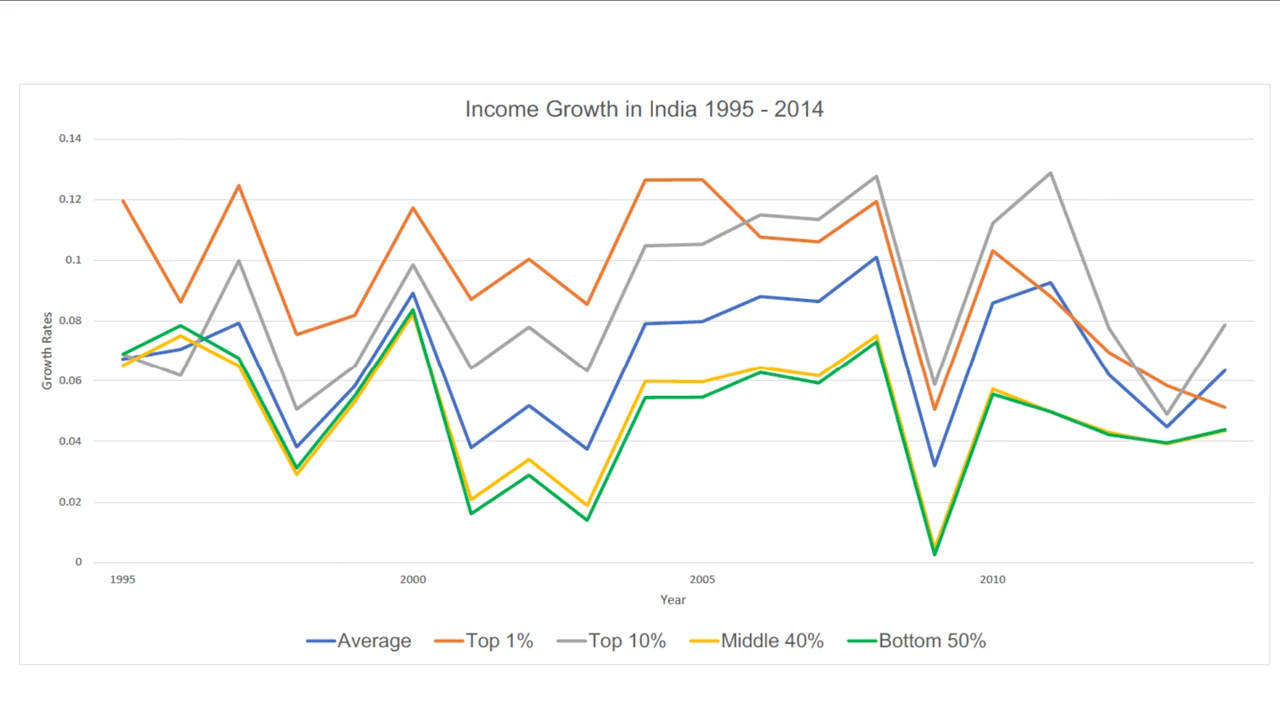 Income Growth in India 1995 - 2014
0.14
0.12
0.1
0.08
0.06
0.04
0.02
0
Growth Rates
1995 2000 2005 2010
Year
Average Top 1% Top 10% Middle 40% Bottom 50%